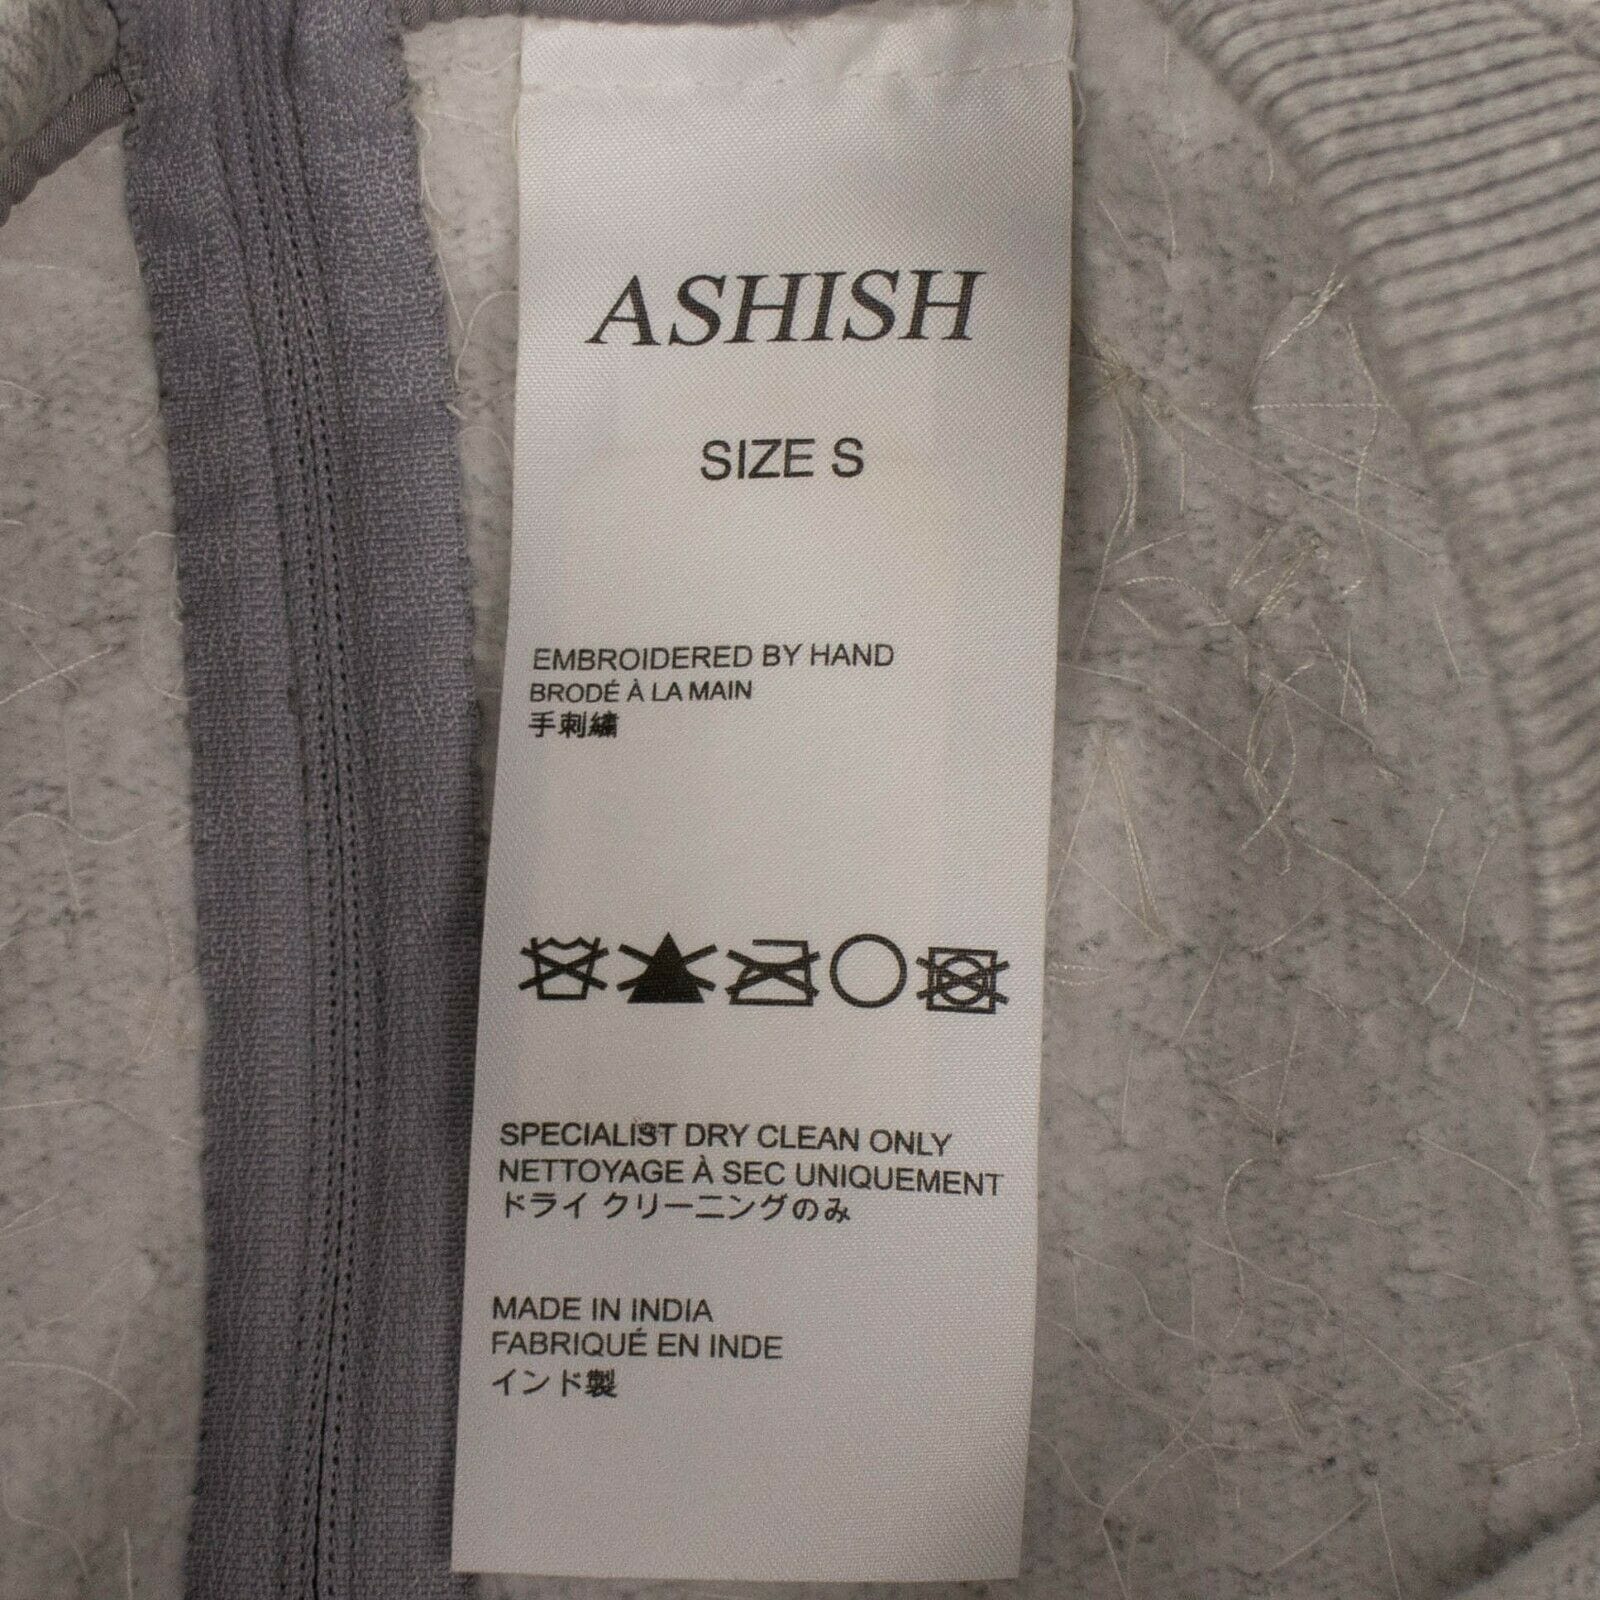 ASHISH
SIZE S
EMBROIDERED BY HAND
BRODÉ À LA MAIN
手刺繍
SPECIALIST DRY CLEAN ONLY
NETTOYAGE À SEC UNIQUEMENT
ドライ クリーニングのみ
MADE IN INDIA
FABRIQUÉ EN INDE
インド製